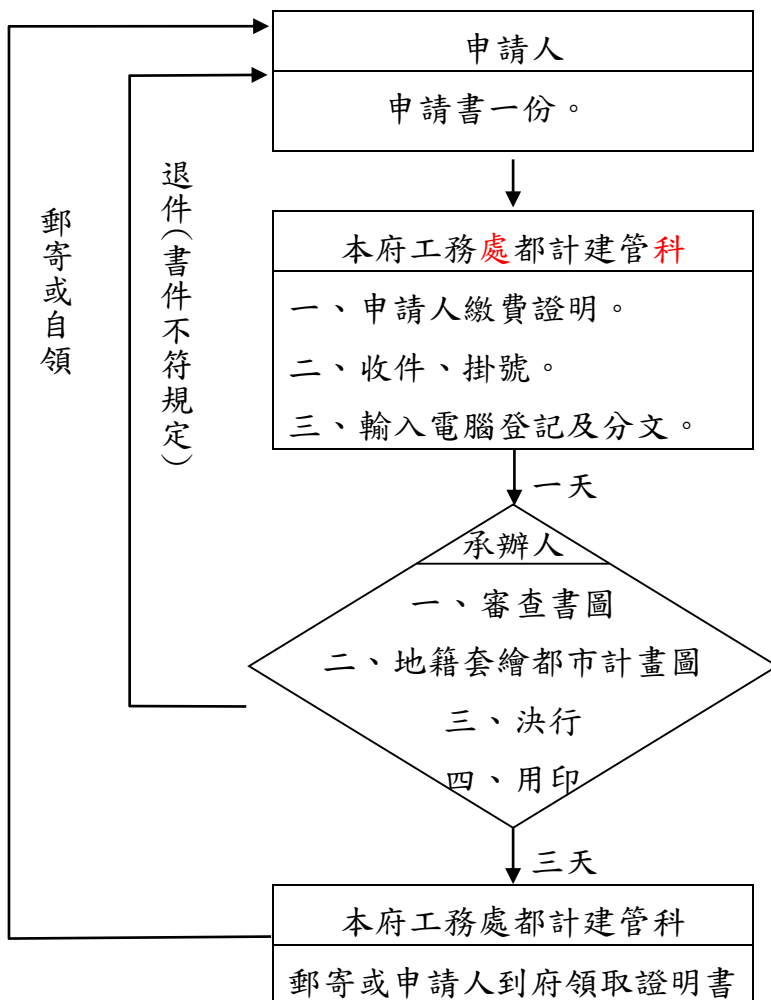 申請人
申請書一份。
郵寄或自領
退件(書件不符規定)
本府工務處都計建管科
一、申請人繳費證明。
二、收件、掛號。
三、輸入電腦登記及分文。
一天
承辦人
一、審查書圖
二、地籍套繪都市計畫圖
三、決行
四、用印
三天
本府工務處都計建管科
郵寄或申請人到府領取證明書